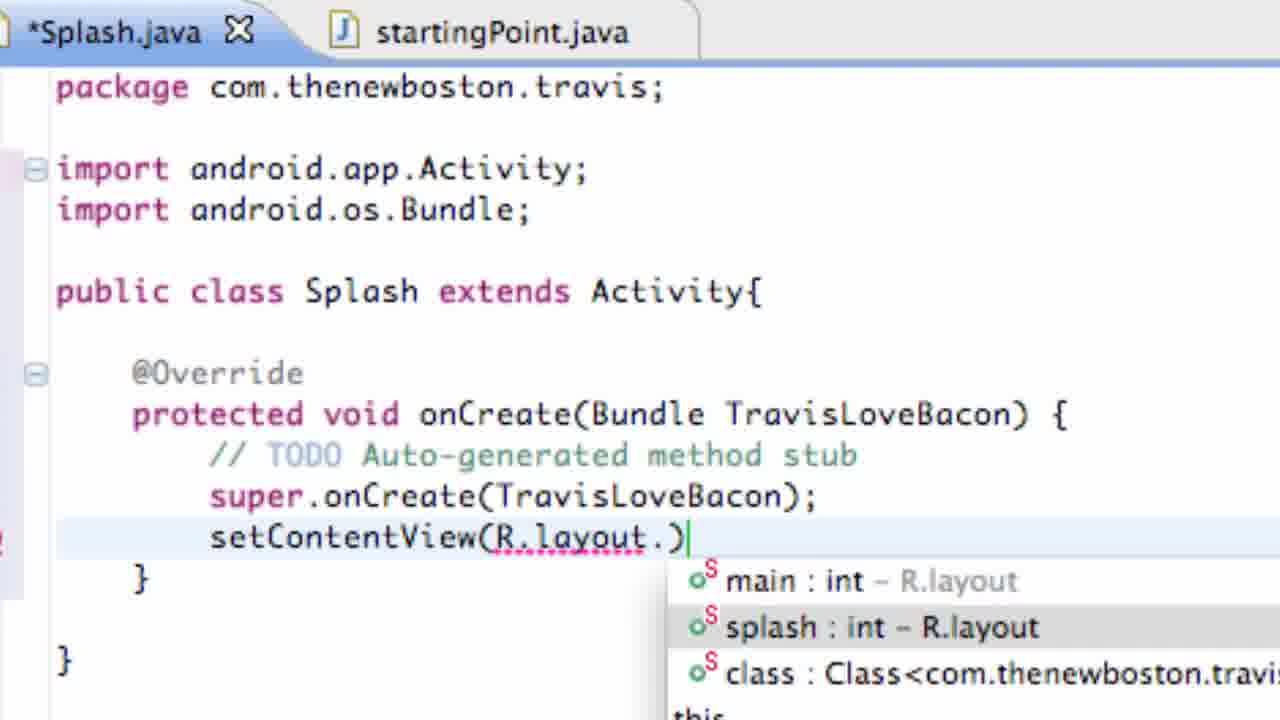 *Splash.java startingPoint.java
package com.thenewboston.travis;
import android.app.Activity;
import android.os.Bundle;
public class Splash extends Activity{
@Override
protected void onCreate(Bundle TravisLoveBacon) {
// TODO Auto-generated method stub
super.onCreate(TravisLoveBacon);
setContentView(R.layout.)
main : int – R.layout
}
splash : int – R.layout
}
class : Class<com.thenewboston.travis
this